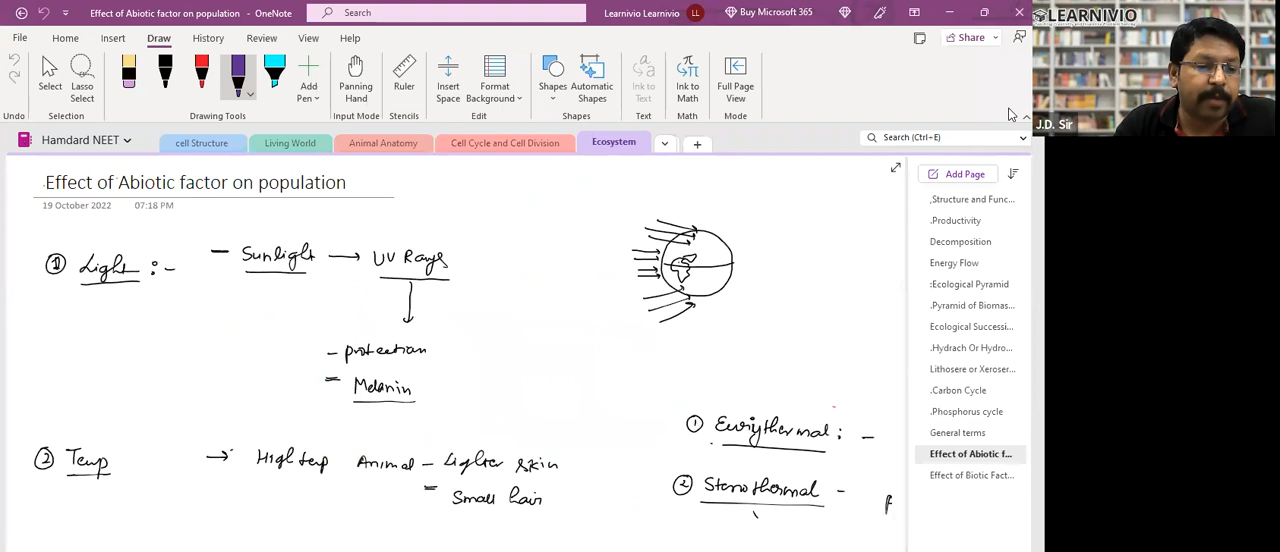 Effect of Abiotic factor on population - OneNote
Search
Learnivio Learnivio
LL
Buy Microsoft 365
LEARNIVIO
File Home Insert Draw History Review View Help
Share
Select
Lasso Select
Add Pen
Panning Hand
Ruler
Insert Space
Format Background
Shapes
Automatic Shapes
Ink to Text
Ink to Math
Full Page View
Undo
Selection
Drawing Tools
Input Mode
Stencils
Edit
Shapes
Text
Math
Mode
J.D. Sir
Hamdard NEET
cell Structure
Living World
Animal Anatomy
Cell Cycle and Cell Division
Ecosystem
Search (Ctrl+E)
Effect of Abiotic factor on population
19 October 2022 07:18 PM
① Light :- - Sunlight → UV Rays
- protection
= Melanin
② Temp → High temp Animal - Lighter skin
= Small hair
① Eurythermal : -
② Stenothermal -
Add Page
,Structure and Func...
.Productivity
Decomposition
Energy Flow
:Ecological Pyramid
.Pyramid of Biomas...
Ecological Successi...
.Hydrach Or Hydro...
Lithosere or Xeroser...
.Carbon Cycle
.Phosphorus cycle
General terms
Effect of Abiotic f...
Effect of Biotic Fact...